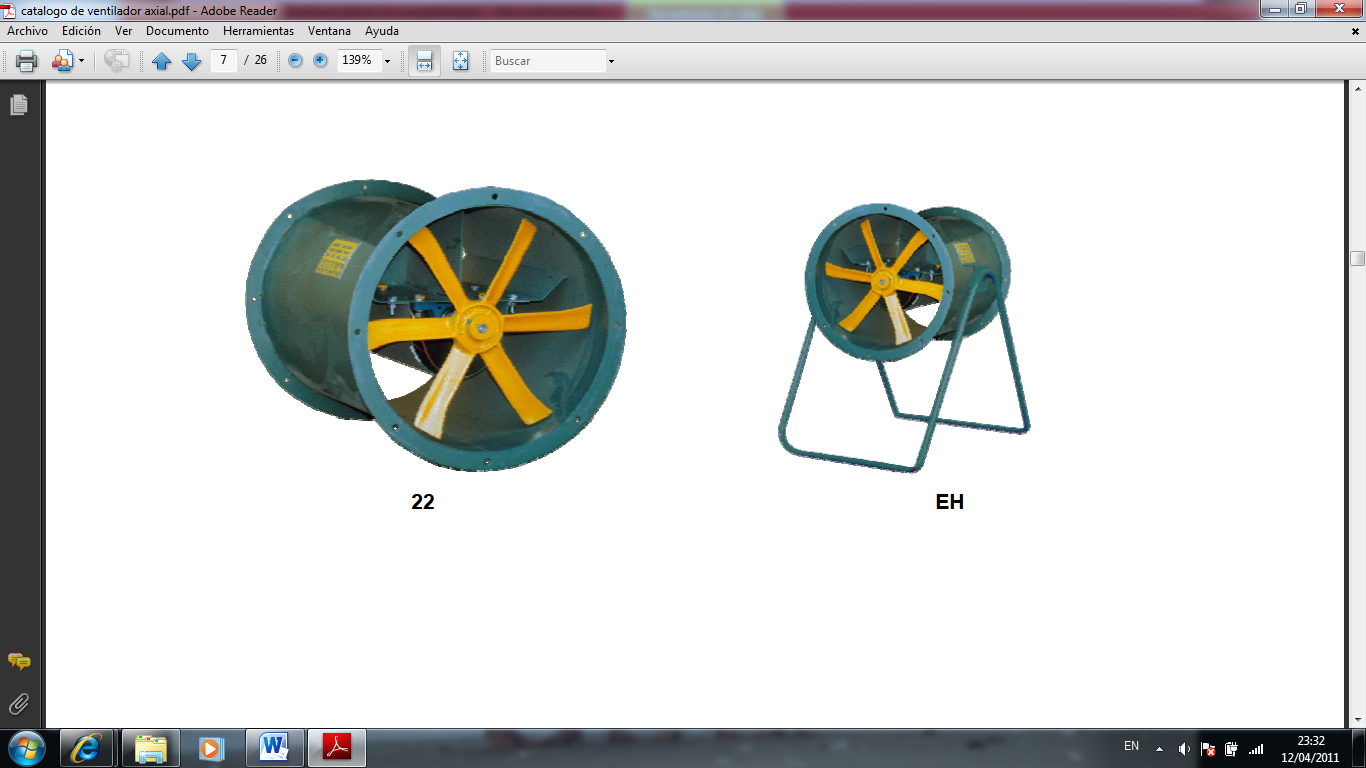 catalogo de ventilador axial.pdf - Adobe Reader
Archivo Edición Ver Documento Herramientas Ventana Ayuda
7 / 26 139% Buscar
22 EH
EN 23:32
12/04/2011